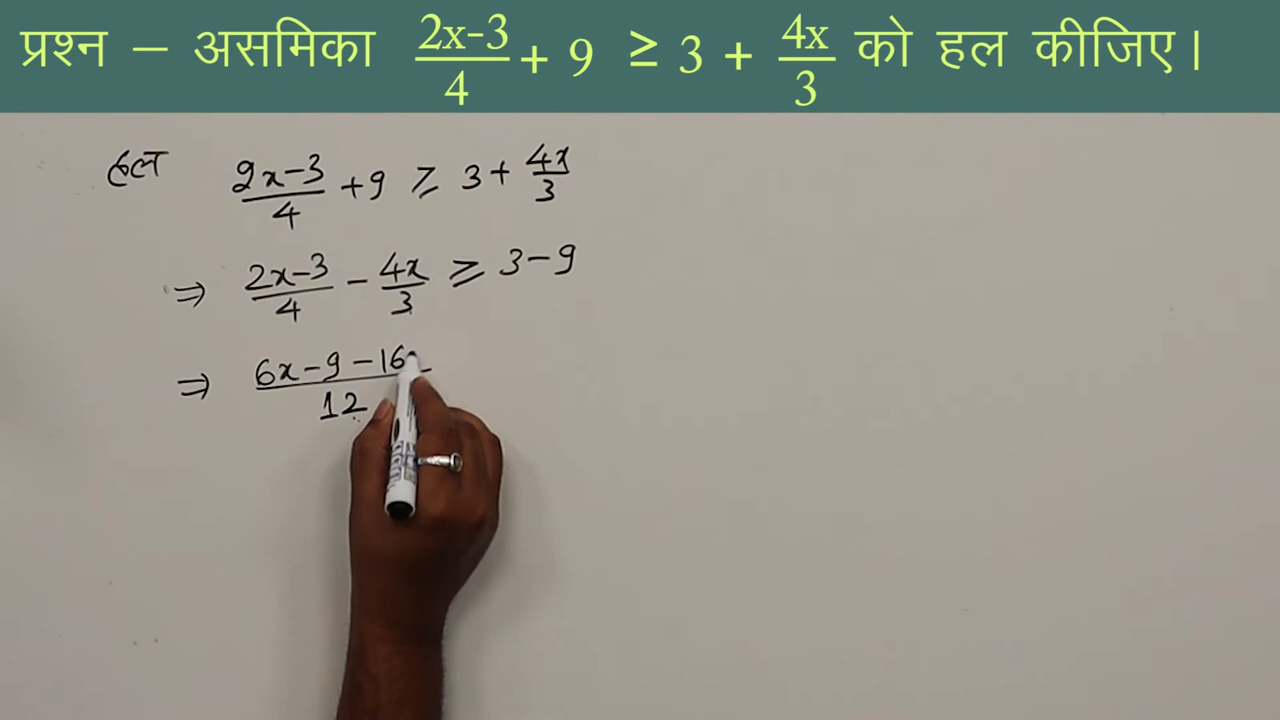 प्रश्न – असमिका (2x-3)/4 + 9 ≥ 3 + 4x/3 को हल कीजिए।
हल (2x-3)/4 + 9 ≥ 3 + 4x/3
⇒ (2x-3)/4 - 4x/3 ≥ 3-9
⇒ (6x-9-16)/12